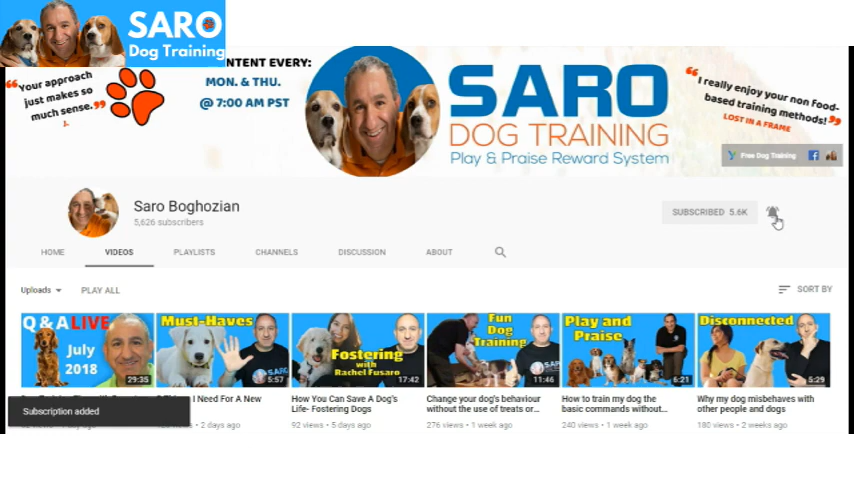 SARO
Dog Training
NTENT EVERY:
MON. & THU.
@ 7:00 AM PST
“Your approach
just makes so
much sense.”
J.
SARO
DOG TRAINING
Play & Praise Reward System
“I really enjoy your non Food-
based training methods!”
LOST IN A FRAME
Free Dog Training
Saro Boghozian
5,626 subscribers
SUBSCRIBED 5.6K
HOME VIDEOS PLAYLISTS CHANNELS DISCUSSION ABOUT
Uploads PLAY ALL SORT BY
Q & A LIVE
July
2018
29:35
Must-Haves
SARO
5:57
Fostering
with
Rachel Fusaro
17:42
Fun
Dog
Training
11:46
Play and
Praise
6:21
Disconnected
5:29
I Need For A New
2 days ago
How You Can Save A Dog's
Life- Fostering Dogs
92 views • 5 days ago
Change your dog's behaviour
without the use of treats or...
276 views • 1 week ago
How to train my dog the
basic commands without...
240 views • 1 week ago
Why my dog misbehaves with
other people and dogs
180 views • 2 weeks ago
Subscription added